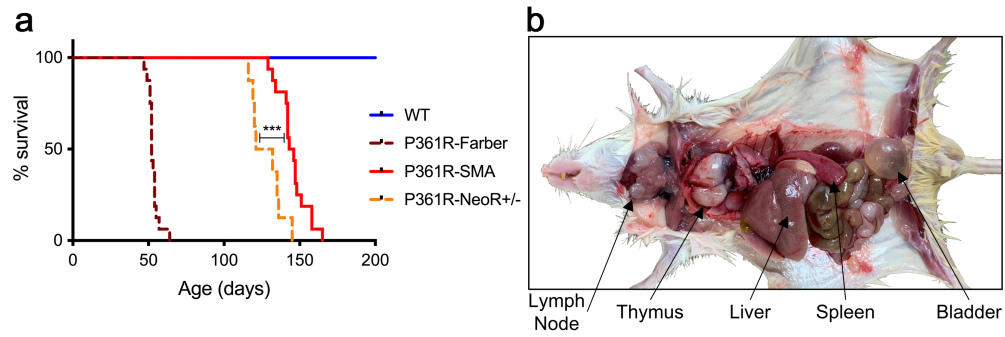 a
100
50
0
% survival
0
50
100
150
200
Age (days)
***
WT
P361R-Farber
P361R-SMA
P361R-NeoR+/-
b
Lymph
Node
Thymus
Liver
Spleen
Bladder